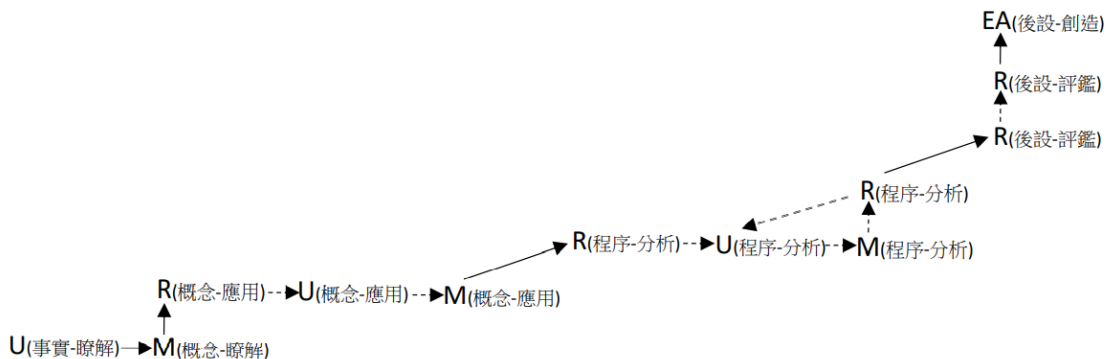 EA(後設-創造)
R(後設-評鑑)
R(後設-評鑑)
R(程序-分析)
R(程序-分析) U(程序-分析) M(程序-分析)
R(概念-應用) U(概念-應用) M(概念-應用)
U(事實-瞭解) M(概念-瞭解)